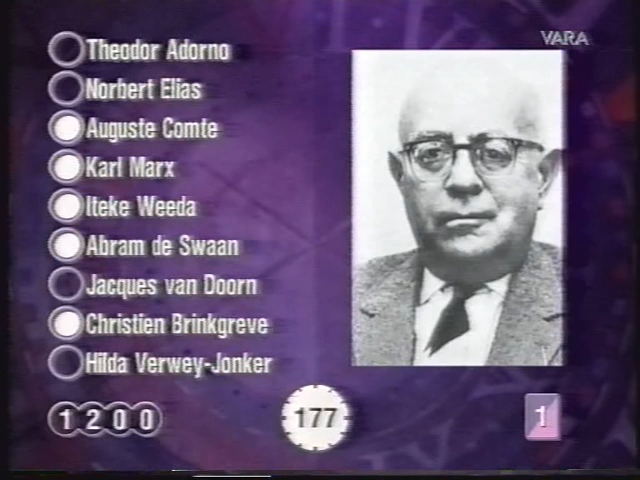 VARA
Theodor Adorno
Norbert Elias
Auguste Comte
Karl Marx
Iteke Weeda
Abram de Swaan
Jacques van Doorn
Christien Brinkgreve
Hilda Verwey-Jonker
1200
177
1